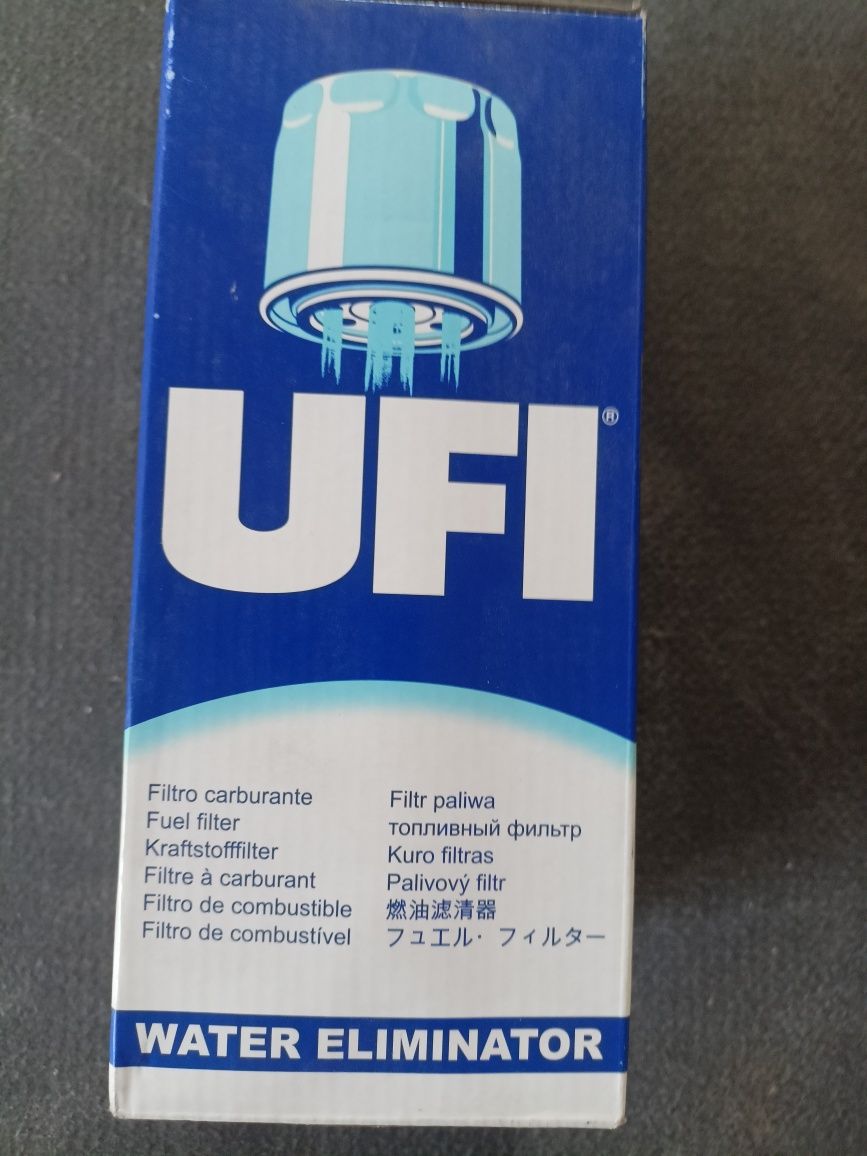 UFI®
Filtro carburante
Fuel filter
Kraftstofffilter
Filtre à carburant
Filtro de combustible
Filtro de combustível
Filtr paliwa
топливный фильтр
Kuro filtras
Palivový filtr
燃油滤清器
フュエル・フィルター
WATER ELIMINATOR